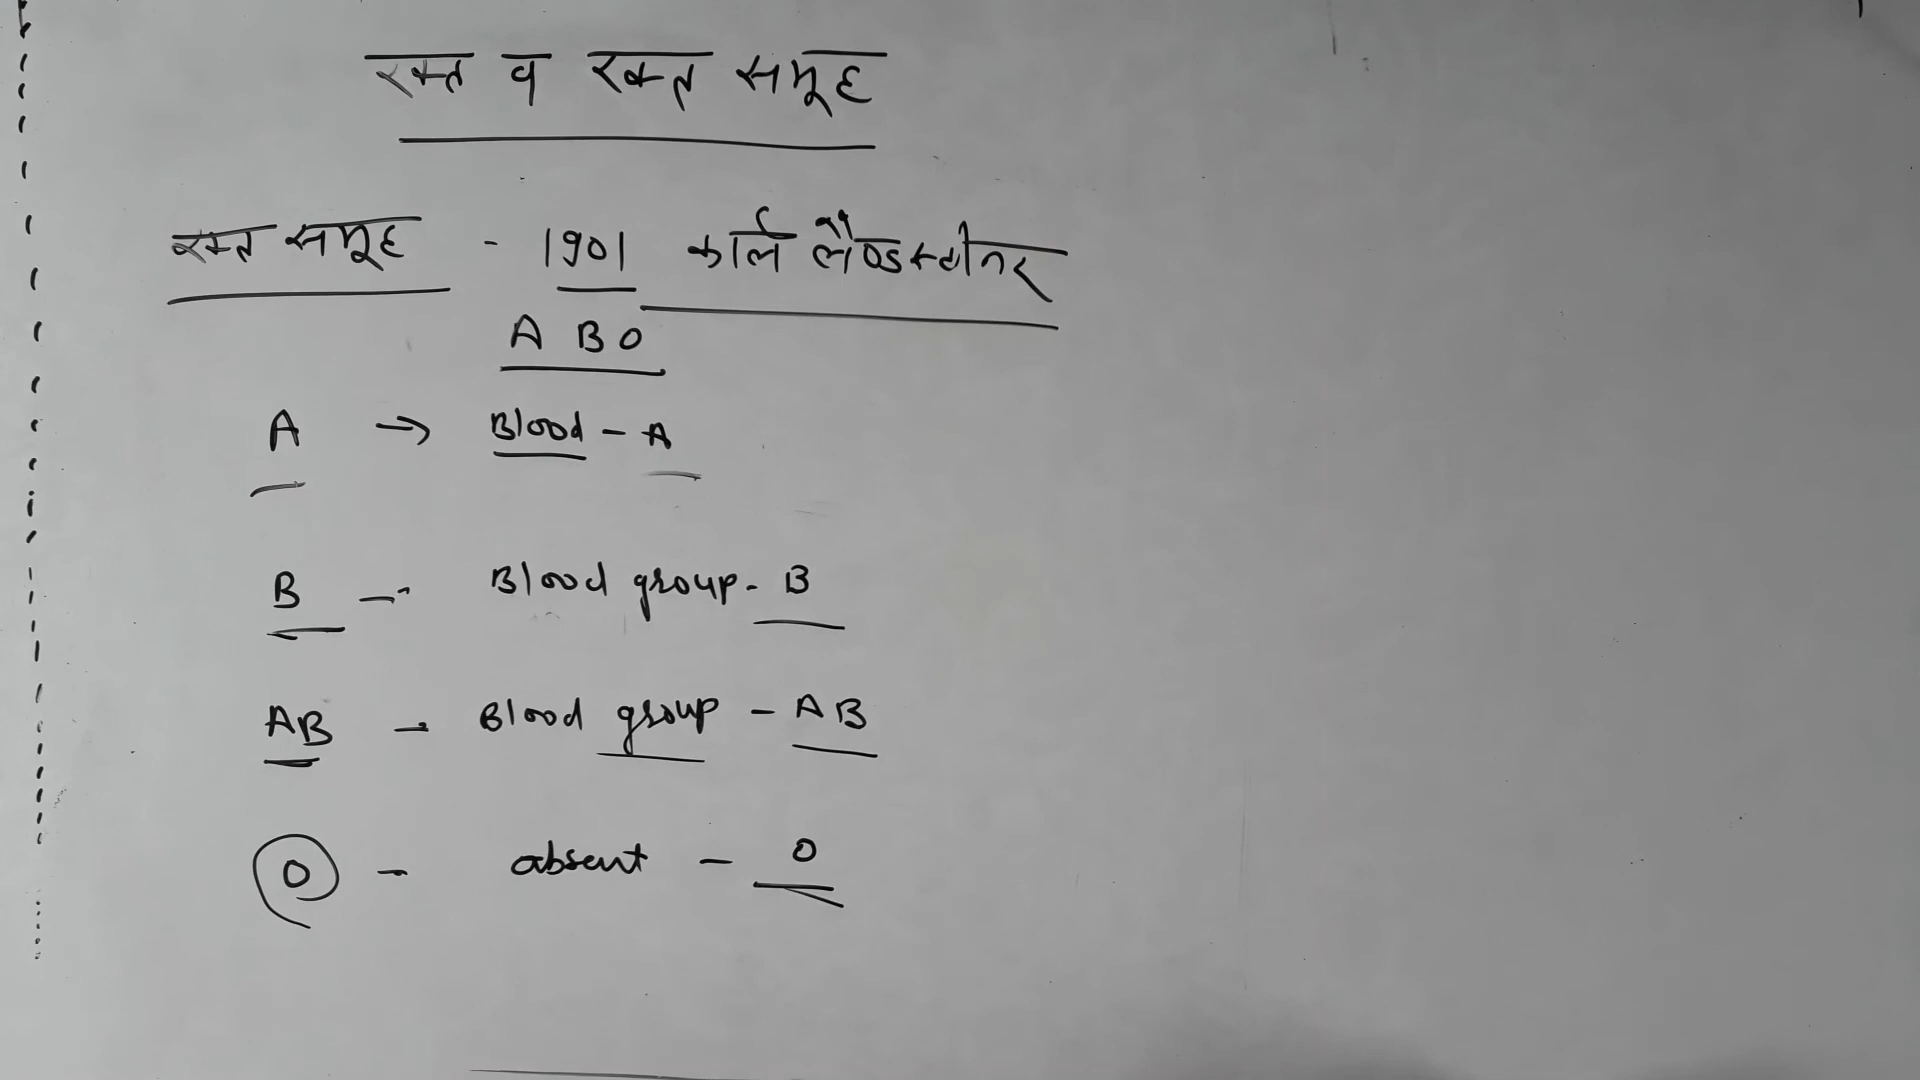 रक्त व रक्त समूह
रक्त समूह - 1901 कार्ल लैण्डस्टीनर
A B O
A → Blood - A
B → Blood group - B
AB - Blood group - AB
O - absent - O